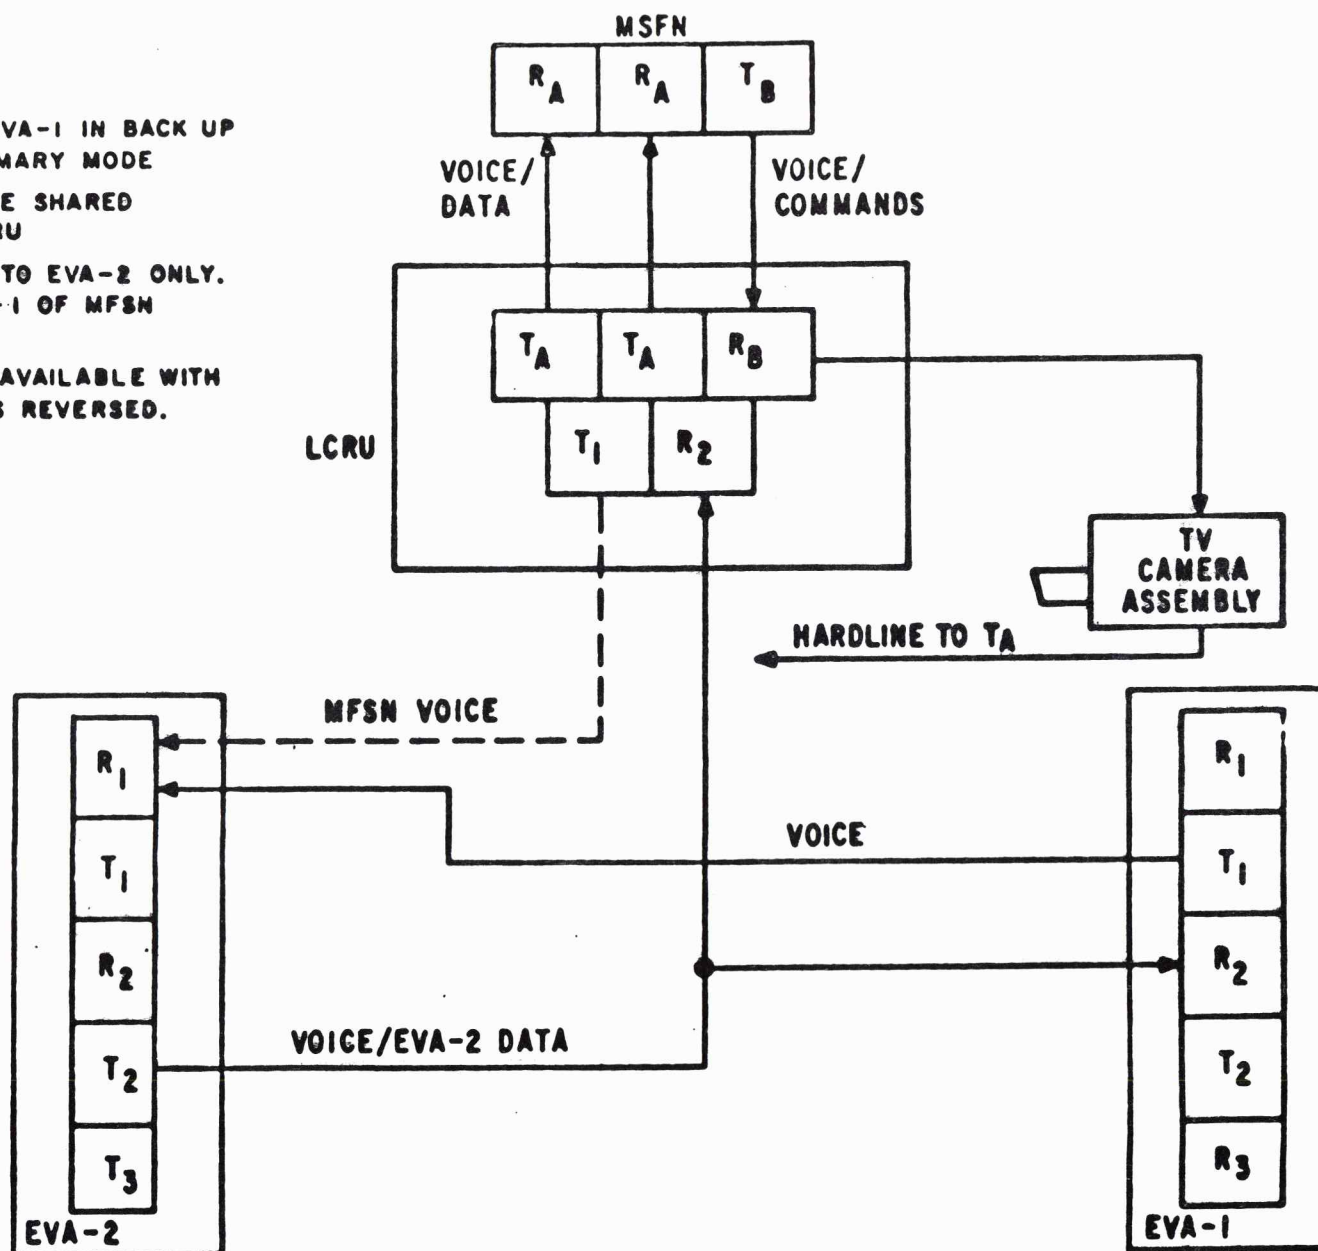 MSFN
R A
R A
T B
VA-1 IN BACK UP
MARY MODE
E SHARED
RU
TO EVA-2 ONLY.
-1 OF MFSN
AVAILABLE WITH
S REVERSED.
VOICE/
DATA
VOICE/
COMMANDS
T A
T A
R B
LCRU
T 1
R 2
TV
CAMERA
ASSEMBLY
HARDLINE TO T A
MFSN VOICE
R 1
T 1
R 2
T 2
T 3
EVA-2
VOICE
VOICE/EVA-2 DATA
R 1
T 1
R 2
T 2
R 3
EVA-1